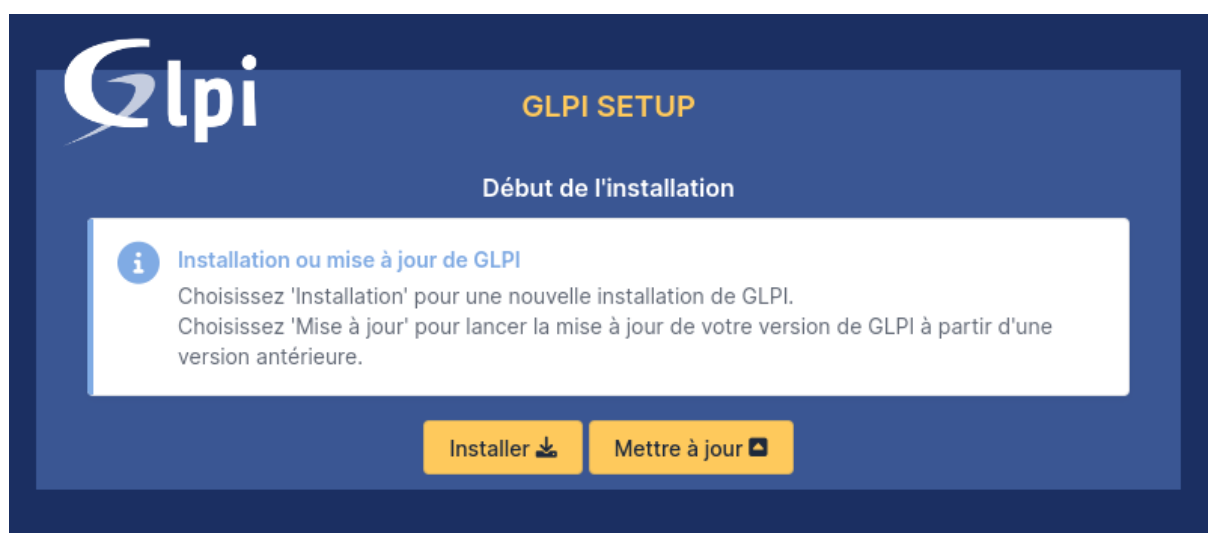 Glpi
GLPI SETUP
Début de l'installation
Installation ou mise à jour de GLPI
Choisissez 'Installation' pour une nouvelle installation de GLPI.
Choisissez 'Mise à jour' pour lancer la mise à jour de votre version de GLPI à partir d'une
version antérieure.
Installer
Mettre à jour